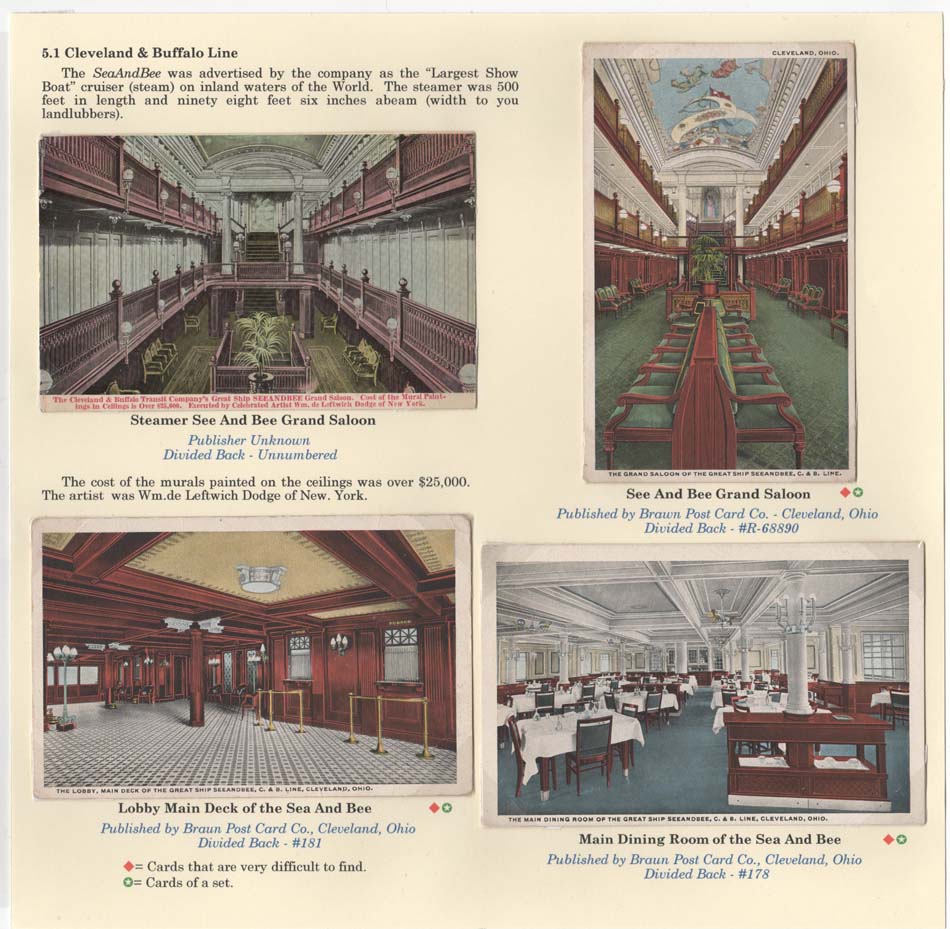 5.1 Cleveland & Buffalo Line
The SeaAndBee was advertised by the company as the “Largest Show
Boat” cruiser (steam) on inland waters of the World. The steamer was 500
feet in length and ninety eight feet six inches abeam (width to you
landlubbers).
The Cleveland & Buffalo Transit Company's Great Ship SEEANDBEE Grand Saloon. Cost of the Mural Paint-
ings in Ceilings is Over $25,000. Executed by Celebrated Artist Wm. de Leftwich Dodge of New York.
Steamer See And Bee Grand Saloon
Publisher Unknown
Divided Back - Unnumbered
The cost of the murals painted on the ceilings was over $25,000.
The artist was Wm.de Leftwich Dodge of New. York.
CLEVELAND, OHIO.
THE GRAND SALOON OF THE GREAT SHIP SEEANDBEE, C. & B. LINE.
See And Bee Grand Saloon
Published by Brawn Post Card Co. - Cleveland, Ohio
Divided Back - #R-68890
THE LOBBY, MAIN DECK OF THE GREAT SHIP SEEANDBEE, C. & B. LINE, CLEVELAND, OHIO.
Lobby Main Deck of the Sea And Bee
Published by Braun Post Card Co., Cleveland, Ohio
Divided Back - #181
♦= Cards that are very difficult to find.
✪= Cards of a set.
THE MAIN DINING ROOM OF THE GREAT SHIP SEEANDBEE, C. & B. LINE, CLEVELAND, OHIO.
Main Dining Room of the Sea And Bee
Published by Braun Post Card Co., Cleveland, Ohio
Divided Back - #178